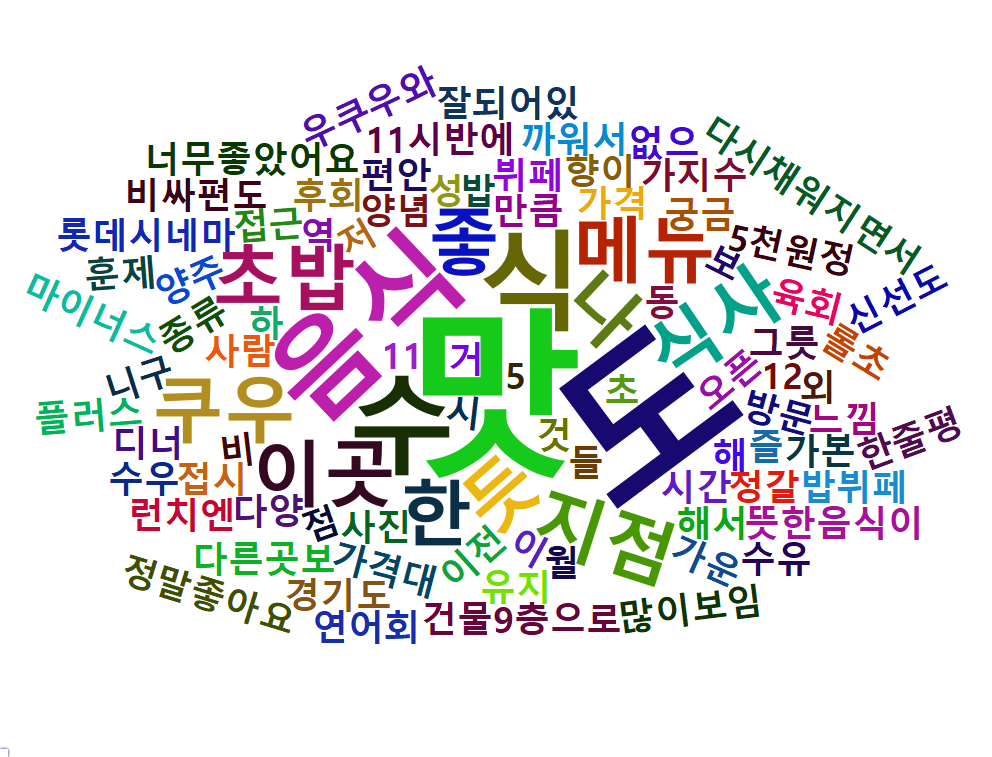 우쿠우와
잘되어있
11시반에
까워서
없으
다시채워지면서
너무좋았어요
편안
성
밥
뷔페
향이
가지수
비싸편도
후회
양념
만큼
가격
궁금
5천원정
롯데시네마
접근
역
저
좋
식
메뉴
보
훈제
양주
초밥
시
나
동
식사
육회
신선도
마이너스
종류
하
사람
음
11
거
맛
5
초
도
오픈
그릇
롤초
12
외
니구
쿠우
수
시
것
들
방문
느낌
플러스
디너
비
이곳
해
즐
가본
한줄평
수우
접시
한
듯
지점
시간
정갈
밥뷔페
런치엔
다양
점
사진
이전
이
월
해서
뜻한음식이
다른곳보
가격대
유지
가운
수유
정말좋아요
경기도
연어회
건물9층으로
많이보임